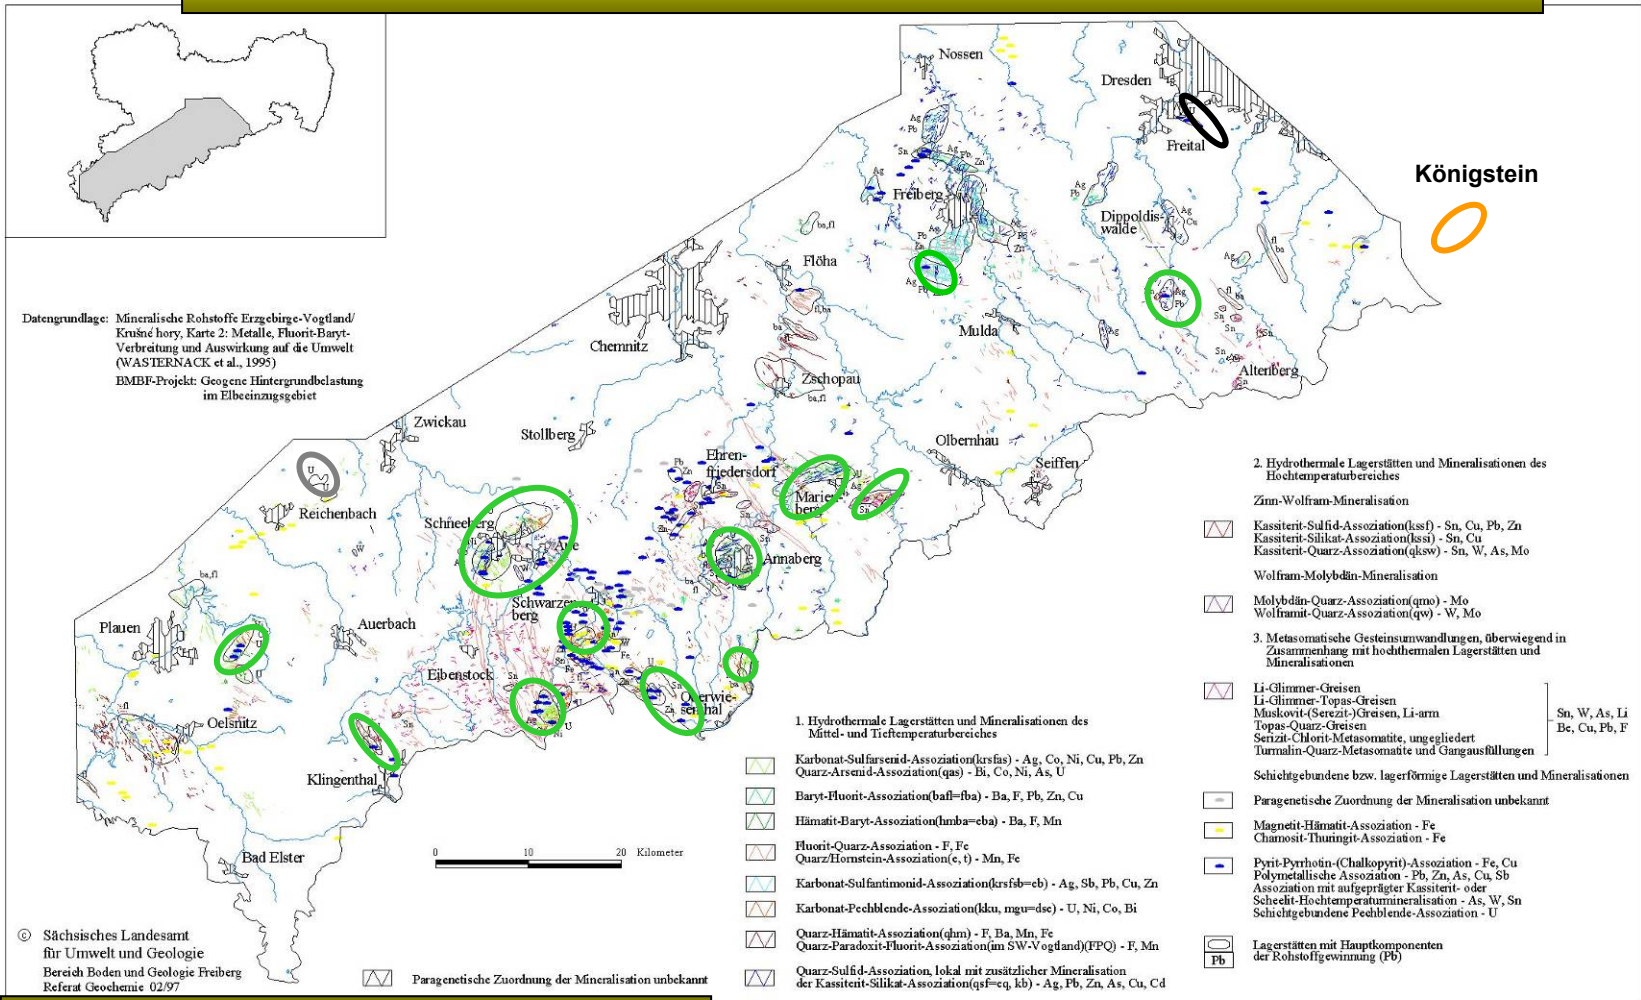 Königstein
Nossen
Dresden
Freital
Freiberg
Dippoldis-
walde
Flöha
Mulda
Chemnitz
Zschopau
Altenberg
Olbernhau
Seiffen
Zwickau
Stollberg
Ehren-
friedersdorf
Marien-
berg
Reichenbach
Schneeberg
Aue
Annaberg
Schwarzen-
berg
Plauen
Auerbach
Eibenstock
Oberwie-
senthal
Oelsnitz
Klingenthal
Bad Elster
Datengrundlage: Mineralische Rohstoffe Erzgebirge-Vogtland/
Krušné hory, Karte 2: Metalle, Fluorit-Baryt-
Verbreitung und Auswirkung auf die Umwelt
(WASTERNACK et al., 1995)
BMBF-Projekt: Geogene Hintergrundbelastung
im Elbeeinzugsgebiet
0 10 20 Kilometer
© Sächsisches Landesamt
für Umwelt und Geologie
Bereich Boden und Geologie Freiberg
Referat Geochemie 02/97
Paragenetische Zuordnung der Mineralisation unbekannt
1. Hydrothermale Lagerstätten und Mineralisationen des
Mittel- und Tieftemperaturbereiches
Karbonat-Sulfarsenid-Assoziation(krsfas) - Ag, Co, Ni, Cu, Pb, Zn
Quarz-Arsenid-Assoziation(qas) - Bi, Co, Ni, As, U
Baryt-Fluorit-Assoziation(bafl=fba) - Ba, F, Pb, Zn, Cu
Hämatit-Baryt-Assoziation(hmba=eba) - Ba, F, Mn
Fluorit-Quarz-Assoziation - F, Fe
Quarz/Hornstein-Assoziation(e, t) - Mn, Fe
Karbonat-Sulfantimonid-Assoziation(krsfsb=eb) - Ag, Sb, Pb, Cu, Zn
Karbonat-Pechblende-Assoziation(kku, mgu=dse) - U, Ni, Co, Bi
Quarz-Hämatit-Assoziation(qhm) - F, Ba, Mn, Fe
Quarz-Paradoxit-Fluorit-Assoziation(im SW-Vogtland)(FPQ) - F, Mn
Quarz-Sulfid-Assoziation, lokal mit zusätzlicher Mineralisation
der Kassiterit-Silikat-Assoziation(qsf=eq, kb) - Ag, Pb, Zn, As, Cu, Cd
2. Hydrothermale Lagerstätten und Mineralisationen des
Hochtemperaturbereiches
Zinn-Wolfram-Mineralisation
Kassiterit-Sulfid-Assoziation(kssf) - Sn, Cu, Pb, Zn
Kassiterit-Silikat-Assoziation(kssi) - Sn, Cu
Kassiterit-Quarz-Assoziation(qksw) - Sn, W, As, Mo
Wolfram-Molybdän-Mineralisation
Molybdän-Quarz-Assoziation(qmo) - Mo
Wolframit-Quarz-Assoziation(qw) - W, Mo
3. Metasomatische Gesteinsumwandlungen, überwiegend in
Zusammenhang mit hochthermalen Lagerstätten und
Mineralisationen
Li-Glimmer-Greisen
Li-Glimmer-Topas-Greisen
Muskovit-(Serezit-)Greisen, Li-arm
Topas-Quarz-Greisen
Serizit-Chlorit-Metasomatite, ungegliedert
Turmalin-Quarz-Metasomatite und Gangausfüllungen
Sn, W, As, Li
Be, Cu, Pb, F
Schichtgebundene bzw. lagerförmige Lagerstätten und Mineralisationen
Paragenetische Zuordnung der Mineralisation unbekannt
Magnetit-Hämatit-Assoziation - Fe
Chamosit-Thuringit-Assoziation - Fe
Pyrit-Pyrrhotin-(Chalkopyrit)-Assoziation - Fe, Cu
Polymetallische Assoziation - Pb, Zn, As, Cu, Sb
Assoziation mit aufgeprägter Kassiterit- oder
Scheelit-Hochtemperaturmineralisation - As, W, Sn
Schichtgebundene Pechblende-Assoziation - U
Lagerstätten mit Hauptkomponenten
der Rohstoffgewinnung (Pb)
Pb